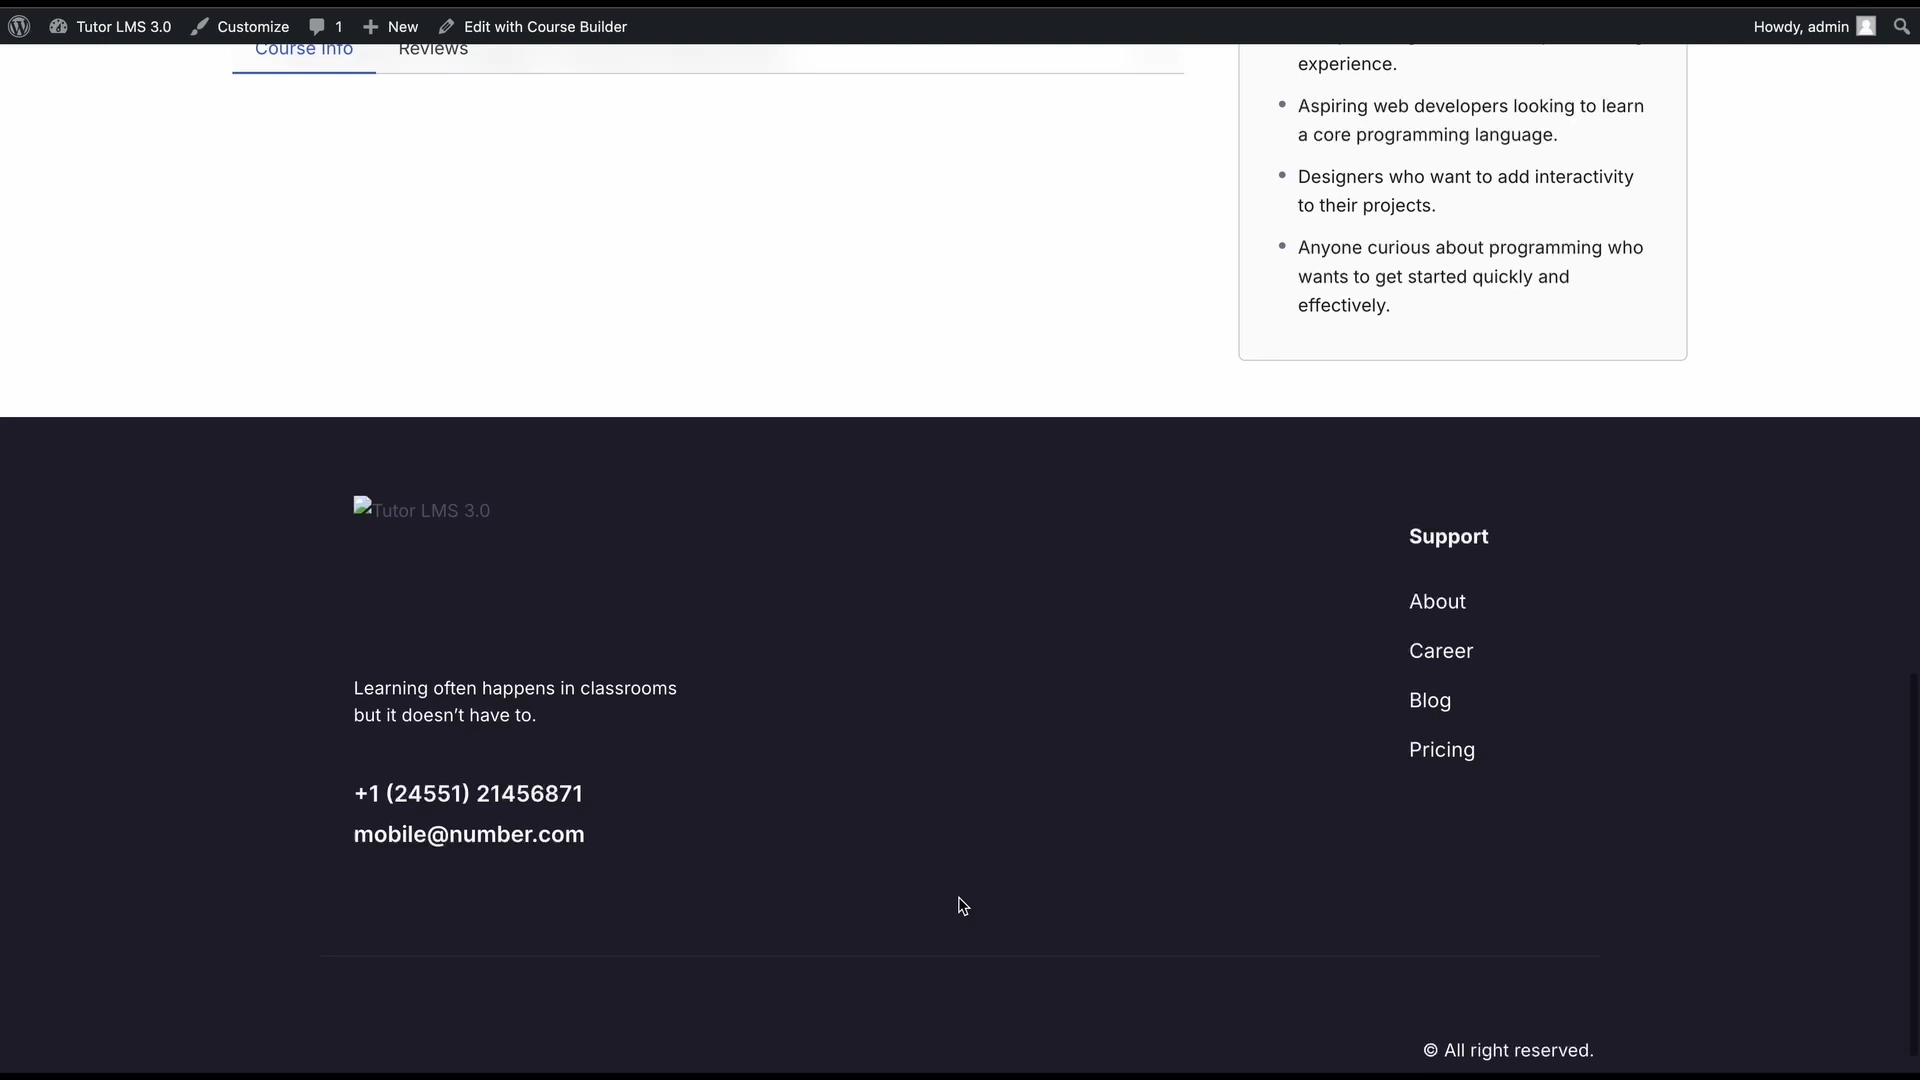 Tutor LMS 3.0
Customize
1
New
Edit with Course Builder
Howdy, admin
Course Info
Reviews
experience.
Aspiring web developers looking to learn
a core programming language.
Designers who want to add interactivity
to their projects.
Anyone curious about programming who
wants to get started quickly and
effectively.
Tutor LMS 3.0
Learning often happens in classrooms
but it doesn’t have to.
+1 (24551) 21456871
mobile@number.com
Support
About
Career
Blog
Pricing
© All right reserved.